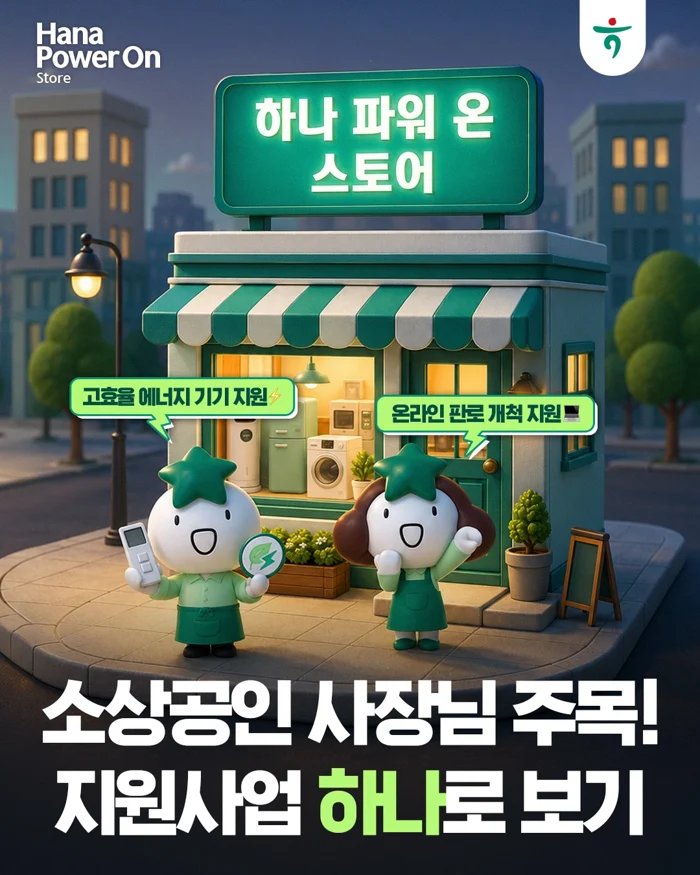 Hana
Power On
Store
하나 파워 온
스토어
고효율 에너지 기기 지원⚡
온라인 판로 개척 지원💻
소상공인 사장님 주목!
지원사업 하나로 보기